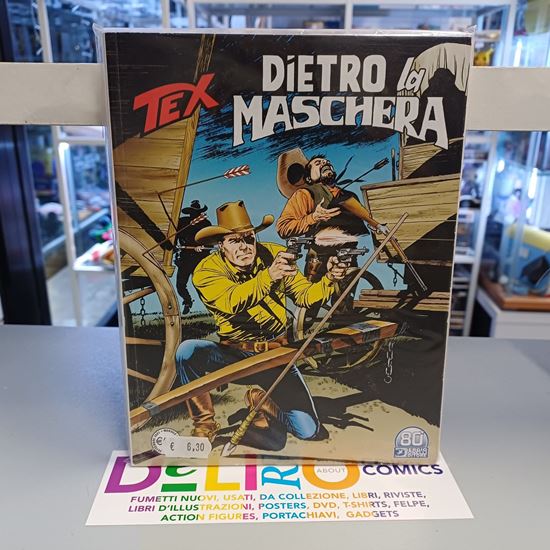 TEX
DIETRO la
MASCHERA
€ 6,30
80
DELIRO
ABOUT
COMICS
FUMETTI NUOVI, USATI, DA COLLEZIONE, LIBRI, RIVISTE,
LIBRI D'ILLUSTRAZIONI, POSTERS, DVD, T-SHIRTS, FELPE,
ACTION FIGURES, PORTACHIAVI, GADGETS